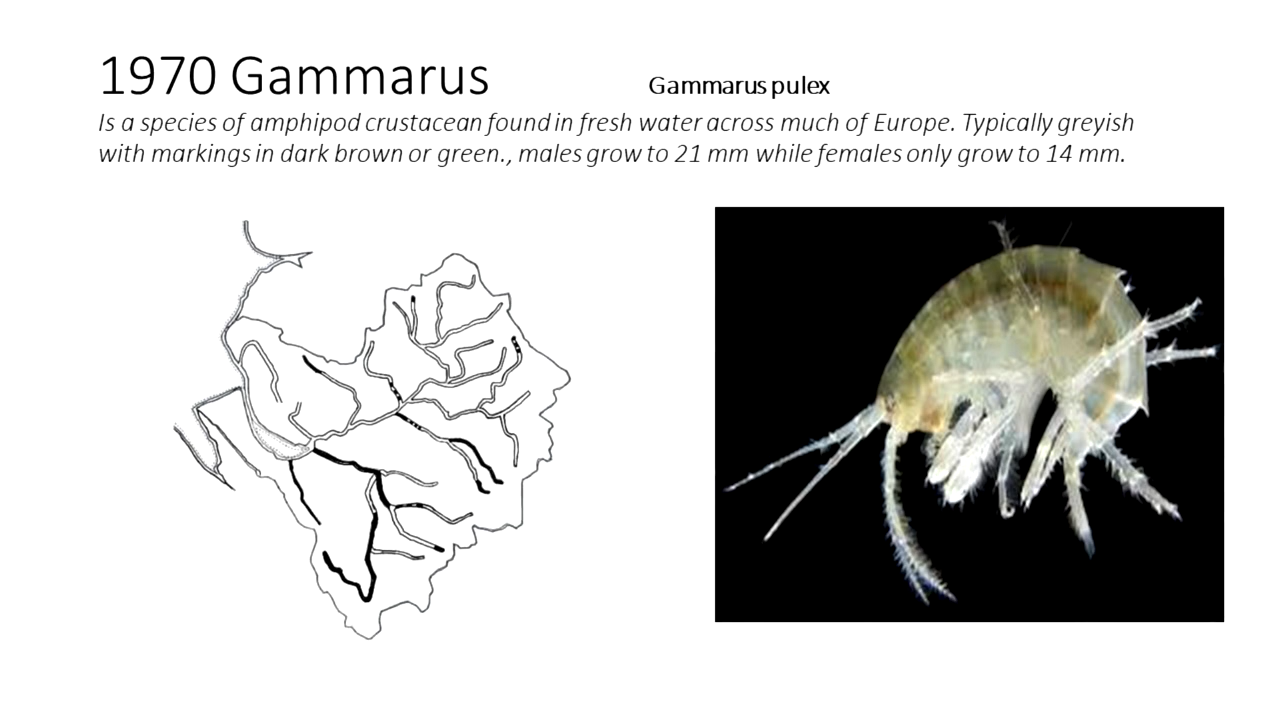 1970 Gammarus Gammarus pulex
Is a species of amphipod crustacean found in fresh water across much of Europe. Typically greyish
with markings in dark brown or green., males grow to 21 mm while females only grow to 14 mm.